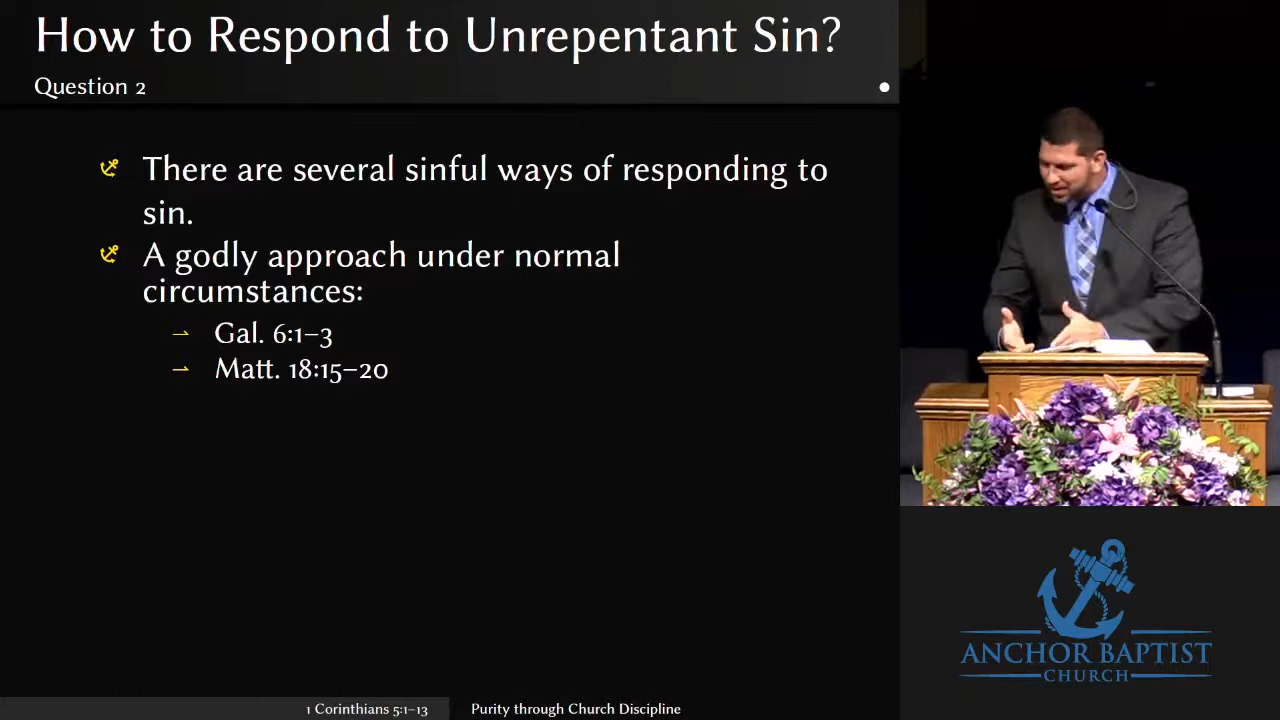 How to Respond to Unrepentant Sin?
Question 2
There are several sinful ways of responding to
sin.
A godly approach under normal
circumstances:
Gal. 6:1–3
Matt. 18:15–20
ANCHOR BAPTIST
CHURCH
1 Corinthians 5:1–13
Purity through Church Discipline